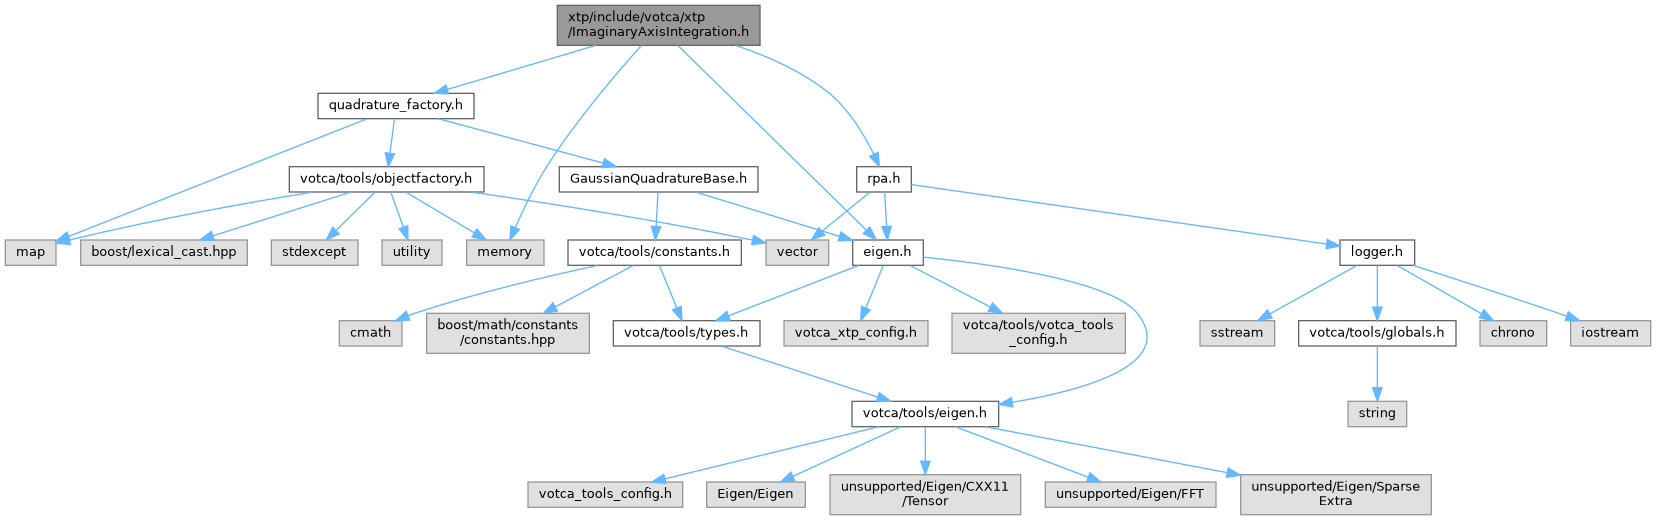 xtp/include/votca/xtp
/ImaginaryAxisIntegration.h
quadrature_factory.h
votca/tools/objectfactory.h
GaussianQuadratureBase.h
rpa.h
map
boost/lexical_cast.hpp
stdexcept
utility
memory
votca/tools/constants.h
vector
eigen.h
logger.h
cmath
boost/math/constants
/constants.hpp
votca/tools/types.h
votca_xtp_config.h
votca/tools/votca_tools
_config.h
sstream
votca/tools/globals.h
chrono
iostream
votca/tools/eigen.h
string
votca_tools_config.h
Eigen/Eigen
unsupported/Eigen/CXX11
/Tensor
unsupported/Eigen/FFT
unsupported/Eigen/Sparse
Extra